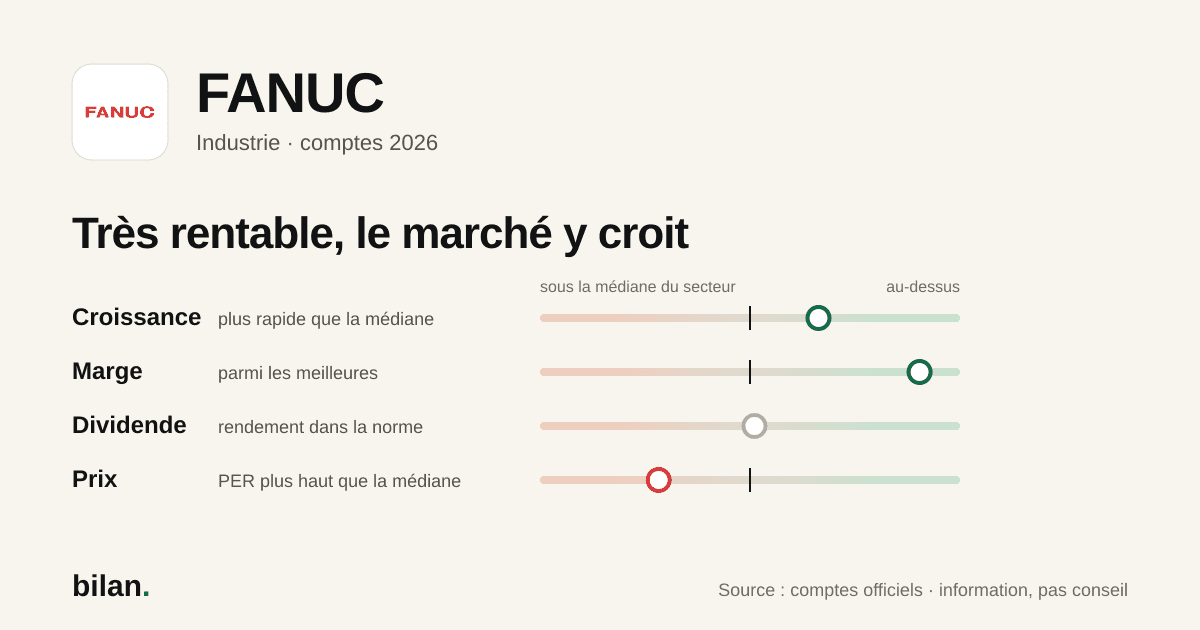 FANUC
FANUC
Industrie · comptes 2026
Très rentable, le marché y croit
sous la médiane du secteur au-dessus
Croissance plus rapide que la médiane
Marge parmi les meilleures
Dividende rendement dans la norme
Prix PER plus haut que la médiane
bilan.
Source : comptes officiels · information, pas conseil